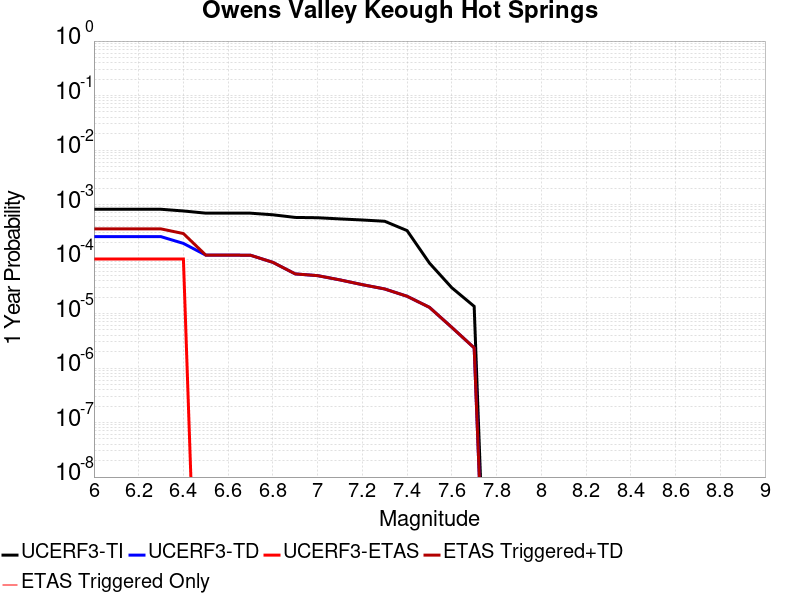 Owens Valley Keough Hot Springs
10 0
10 -1
10 -2
10 -3
10 -4
10 -5
10 -6
10 -7
10 -8
1 Year Probability
6 6.2 6.4 6.6 6.8 7 7.2 7.4 7.6 7.8 8 8.2 8.4 8.6 8.8 9
Magnitude
UCERF3-TI UCERF3-TD UCERF3-ETAS ETAS Triggered+TD
ETAS Triggered Only